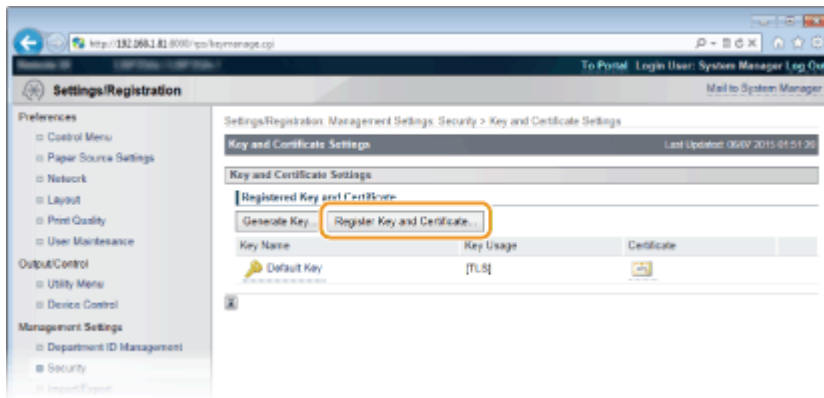 http://192.168.1.81:8000/rps/keymanage.cgi
To Portal Login User: System Manager Log Ou
Settings/Registration
Mail to System Manager
Preferences
Control Menu
Paper Source Settings
Network
Layout
Print Quality
User Maintenance
Output/Control
Utility Menu
Device Control
Management Settings
Department ID Management
Security
Import/Export
Settings/Registration: Management Settings: Security > Key and Certificate Settings
Key and Certificate Settings
Last Updated: 06/07 2015 01:51:20
Key and Certificate Settings
Registered Key and Certificate
Generate Key...
Register Key and Certificate...
Key Name Key Usage Certificate
Default Key [TLS]